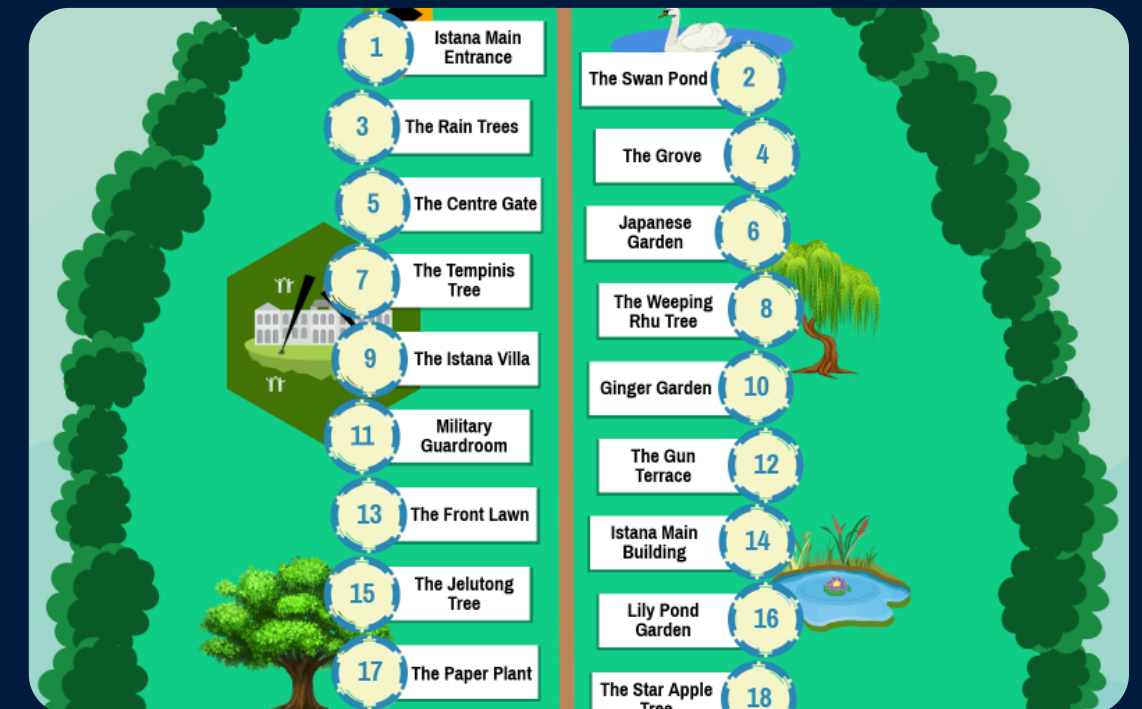 1
Istana Main
Entrance
The Swan Pond
2
3
The Rain Trees
The Grove
4
5
The Centre Gate
Japanese
Garden
6
7
The Tempinis
Tree
The Weeping
Rhu Tree
8
9
The Istana Villa
Ginger Garden
10
11
Military
Guardroom
The Gun
Terrace
12
13
The Front Lawn
Istana Main
Building
14
15
The Jelutong
Tree
Lily Pond
Garden
16
17
The Paper Plant
The Star Apple
Tree
18